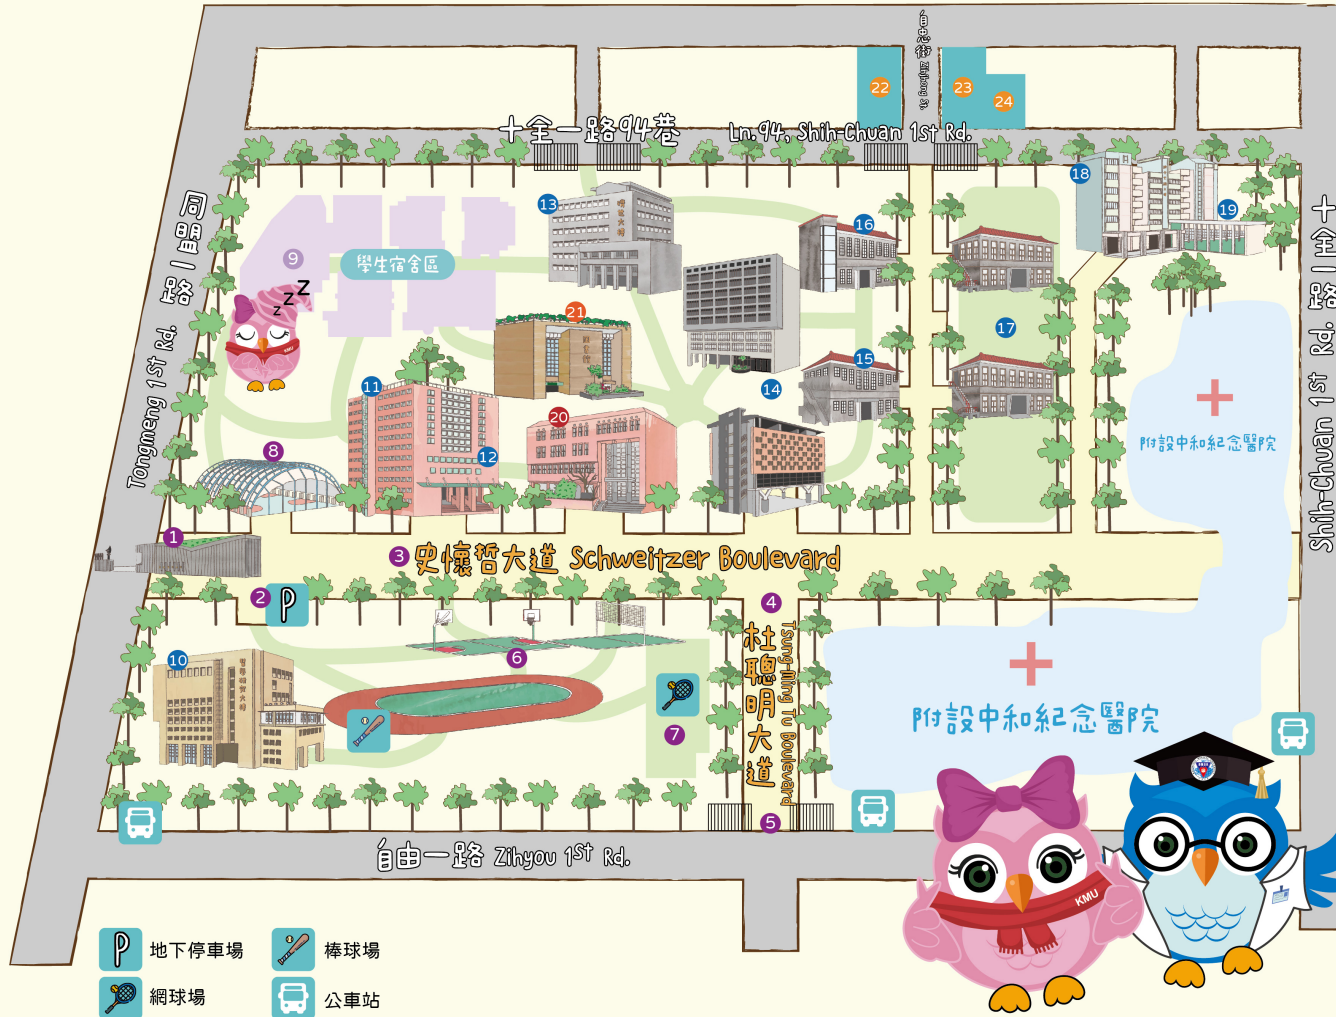 自忠街 Zihjhong St.
22
23
24
十全一路94巷 Ln.94, Shih-Chuan 1st Rd.
同盟一路
Tongmeng 1st Rd.
十全一路
Shih-Chuan 1st Rd.
13
16
18
19
9
學生宿舍區
z z Z
KMU
21
17
15
14
11
12
20
8
附設中和紀念醫院
1
3 史懷哲大道 Schweitzer Boulevard
2
P
4
杜聰明大道
Tsung-Ming Tu Boulevard
6
10
7
附設中和紀念醫院
5
自由一路 Zihyou 1st Rd.
KMU
P 地下停車場
棒球場
網球場
公車站